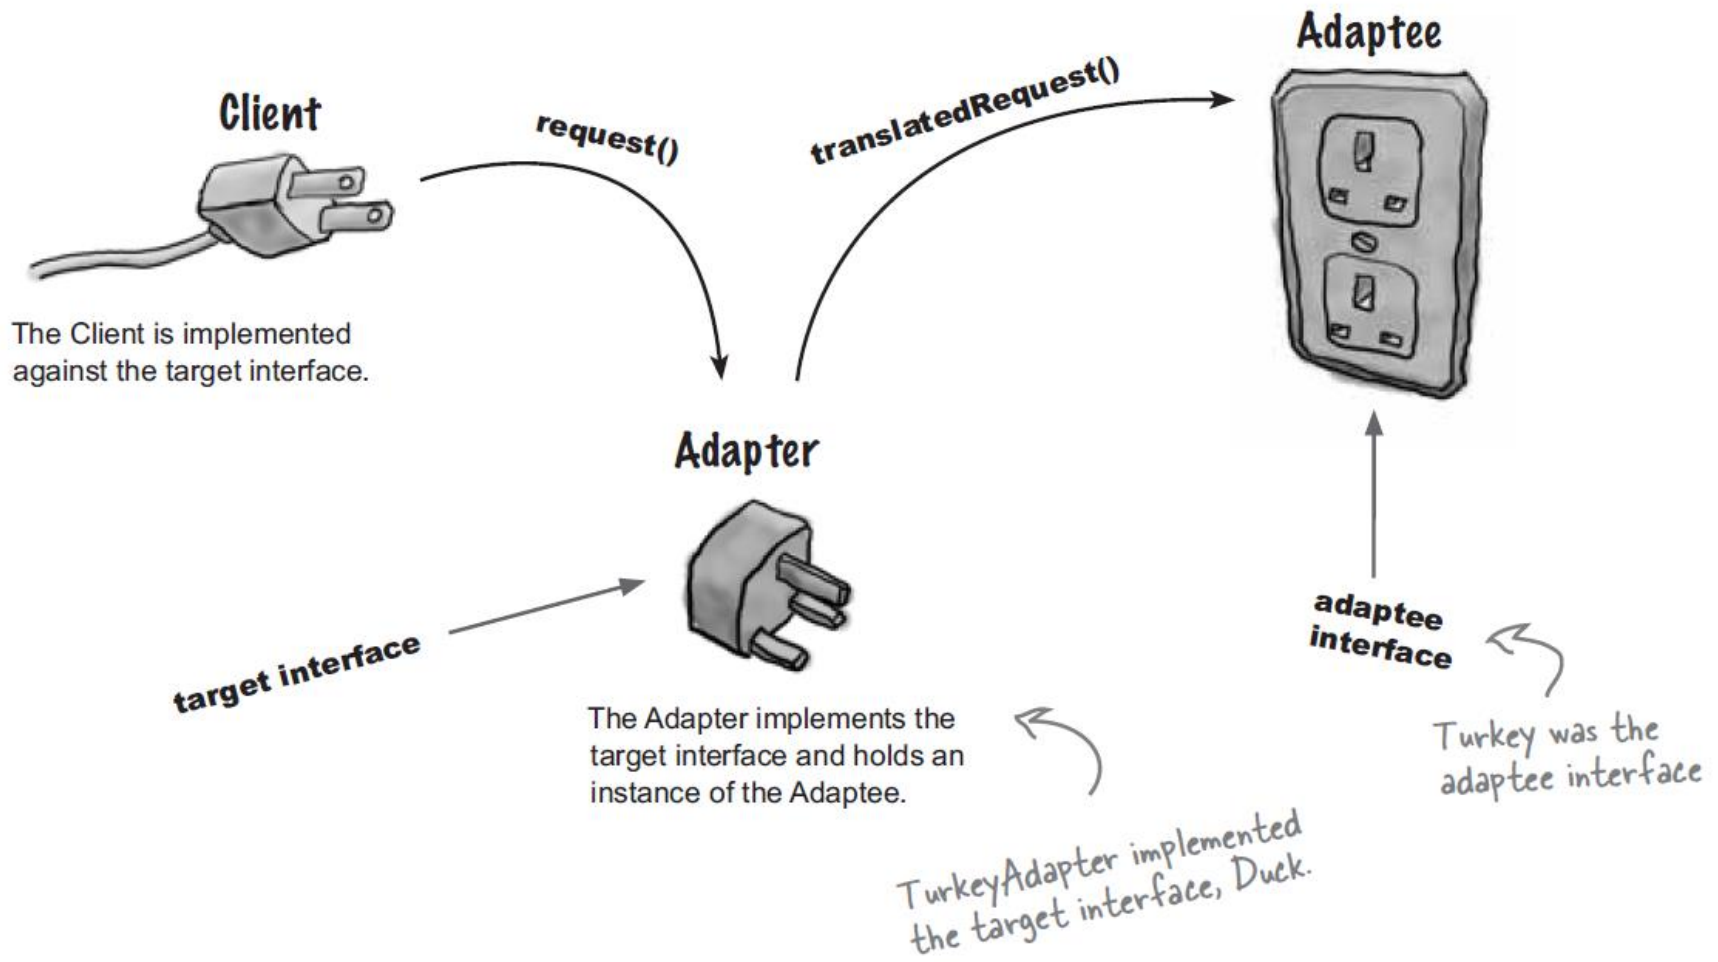 Client
request()
translatedRequest()
Adaptee
The Client is implemented
against the target interface.
Adapter
target interface
adaptee
interface
The Adapter implements the
target interface and holds an
instance of the Adaptee.
Turkey was the
adaptee interface
TurkeyAdapter implemented
the target interface, Duck.